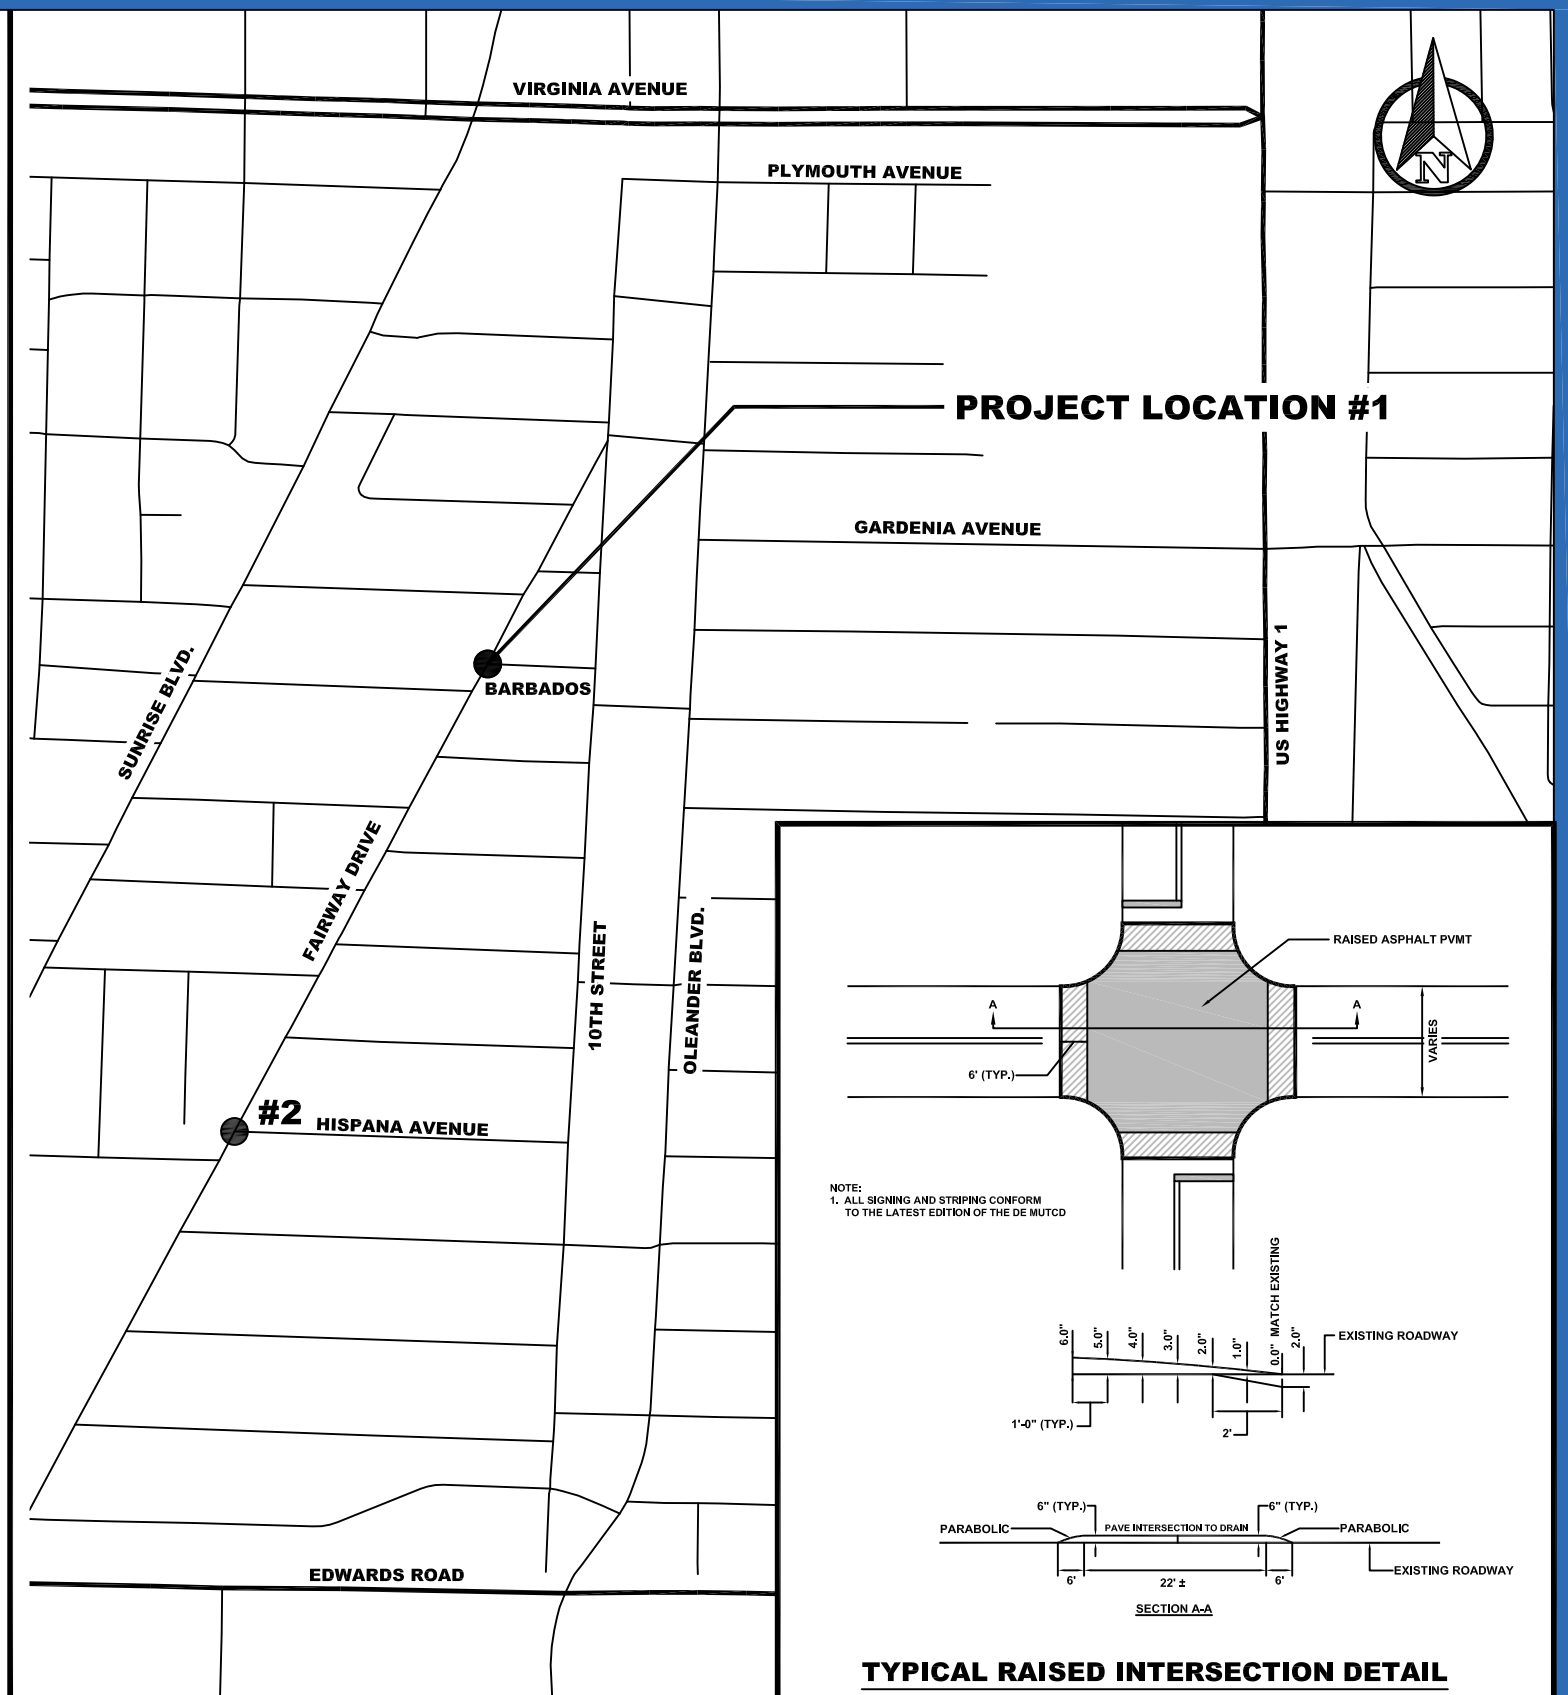 VIRGINIA AVENUE
PLYMOUTH AVENUE
N
PROJECT LOCATION #1
GARDENIA AVENUE
BARBADOS
SUNRISE BLVD.
US HIGHWAY 1
FAIRWAY DRIVE
10TH STREET
OLEANDER BLVD.
#2
HISPANA AVENUE
EDWARDS ROAD
RAISED ASPHALT PVMT
A
A
VARIES
6' (TYP.)
NOTE:
1. ALL SIGNING AND STRIPING CONFORM
TO THE LATEST EDITION OF THE DE MUTCD
6.0"
5.0"
4.0"
3.0"
2.0"
1.0"
0.0" MATCH EXISTING
2.0"
EXISTING ROADWAY
1'-0" (TYP.)
2'
6" (TYP.)
6" (TYP.)
PARABOLIC
PAVE INTERSECTION TO DRAIN
PARABOLIC
6'
22' ±
6'
EXISTING ROADWAY
SECTION A-A
TYPICAL RAISED INTERSECTION DETAIL